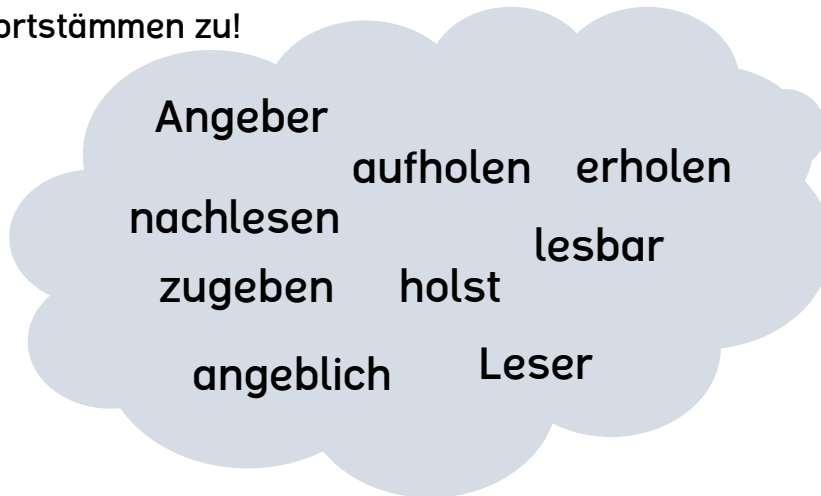 ortstämmen zu!
Angeber
aufholen erholen
nachlesen
lesbar
zugeben holst
angeblich Leser